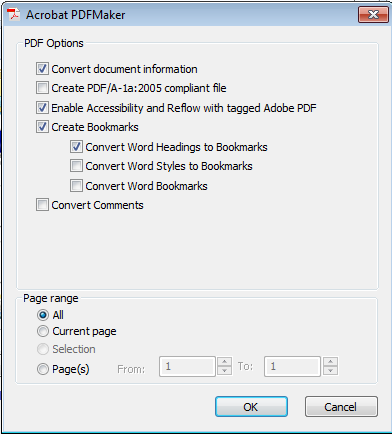 Acrobat PDFMaker
PDF Options
Convert document information
Create PDF/A-1a:2005 compliant file
Enable Accessibility and Reflow with tagged Adobe PDF
Create Bookmarks
Convert Word Headings to Bookmarks
Convert Word Styles to Bookmarks
Convert Word Bookmarks
Convert Comments
Page range
All
Current page
Selection
Page(s) From: 1 To: 1
OK Cancel